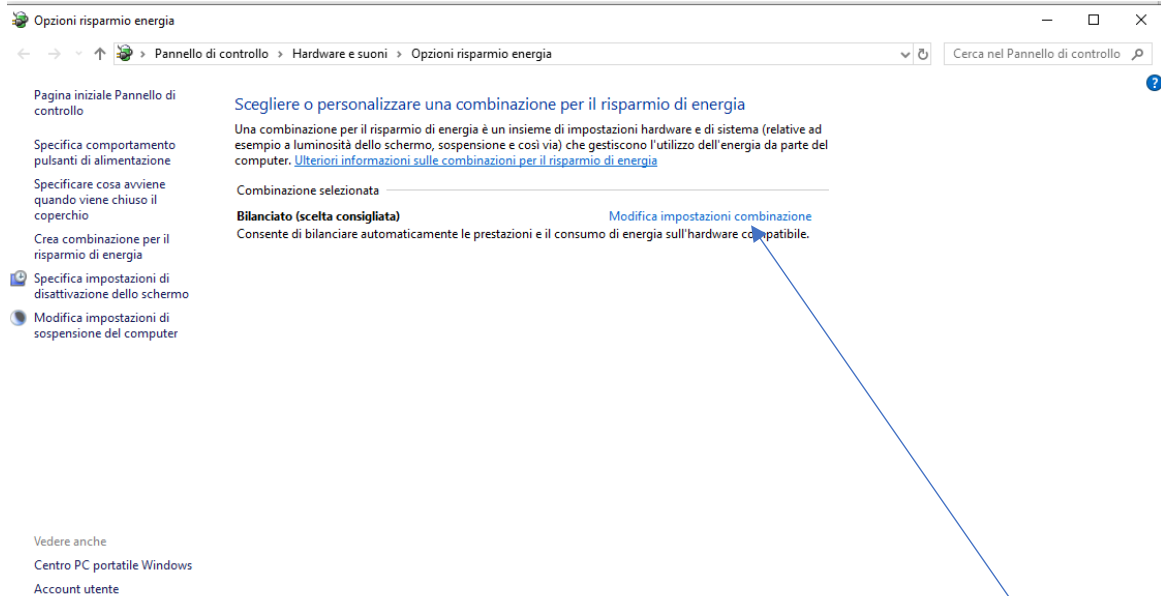 Opzioni risparmio energia
Pannello di controllo > Hardware e suoni > Opzioni risparmio energia
Cerca nel Pannello di controllo
Pagina iniziale Pannello di
controllo
Specifica comportamento
pulsanti di alimentazione
Specificare cosa avviene
quando viene chiuso il
coperchio
Crea combinazione per il
risparmio di energia
Specifica impostazioni di
disattivazione dello schermo
Modifica impostazioni di
sospensione del computer
Vedere anche
Centro PC portatile Windows
Account utente
Scegliere o personalizzare una combinazione per il risparmio di energia
Una combinazione per il risparmio di energia è un insieme di impostazioni hardware e di sistema (relative ad
esempio a luminosità dello schermo, sospensione e così via) che gestiscono l'utilizzo dell'energia da parte del
computer. Ulteriori informazioni sulle combinazioni per il risparmio di energia
Combinazione selezionata
Bilanciato (scelta consigliata)
Modifica impostazioni combinazione
Consente di bilanciare automaticamente le prestazioni e il consumo di energia sull'hardware compatibile.